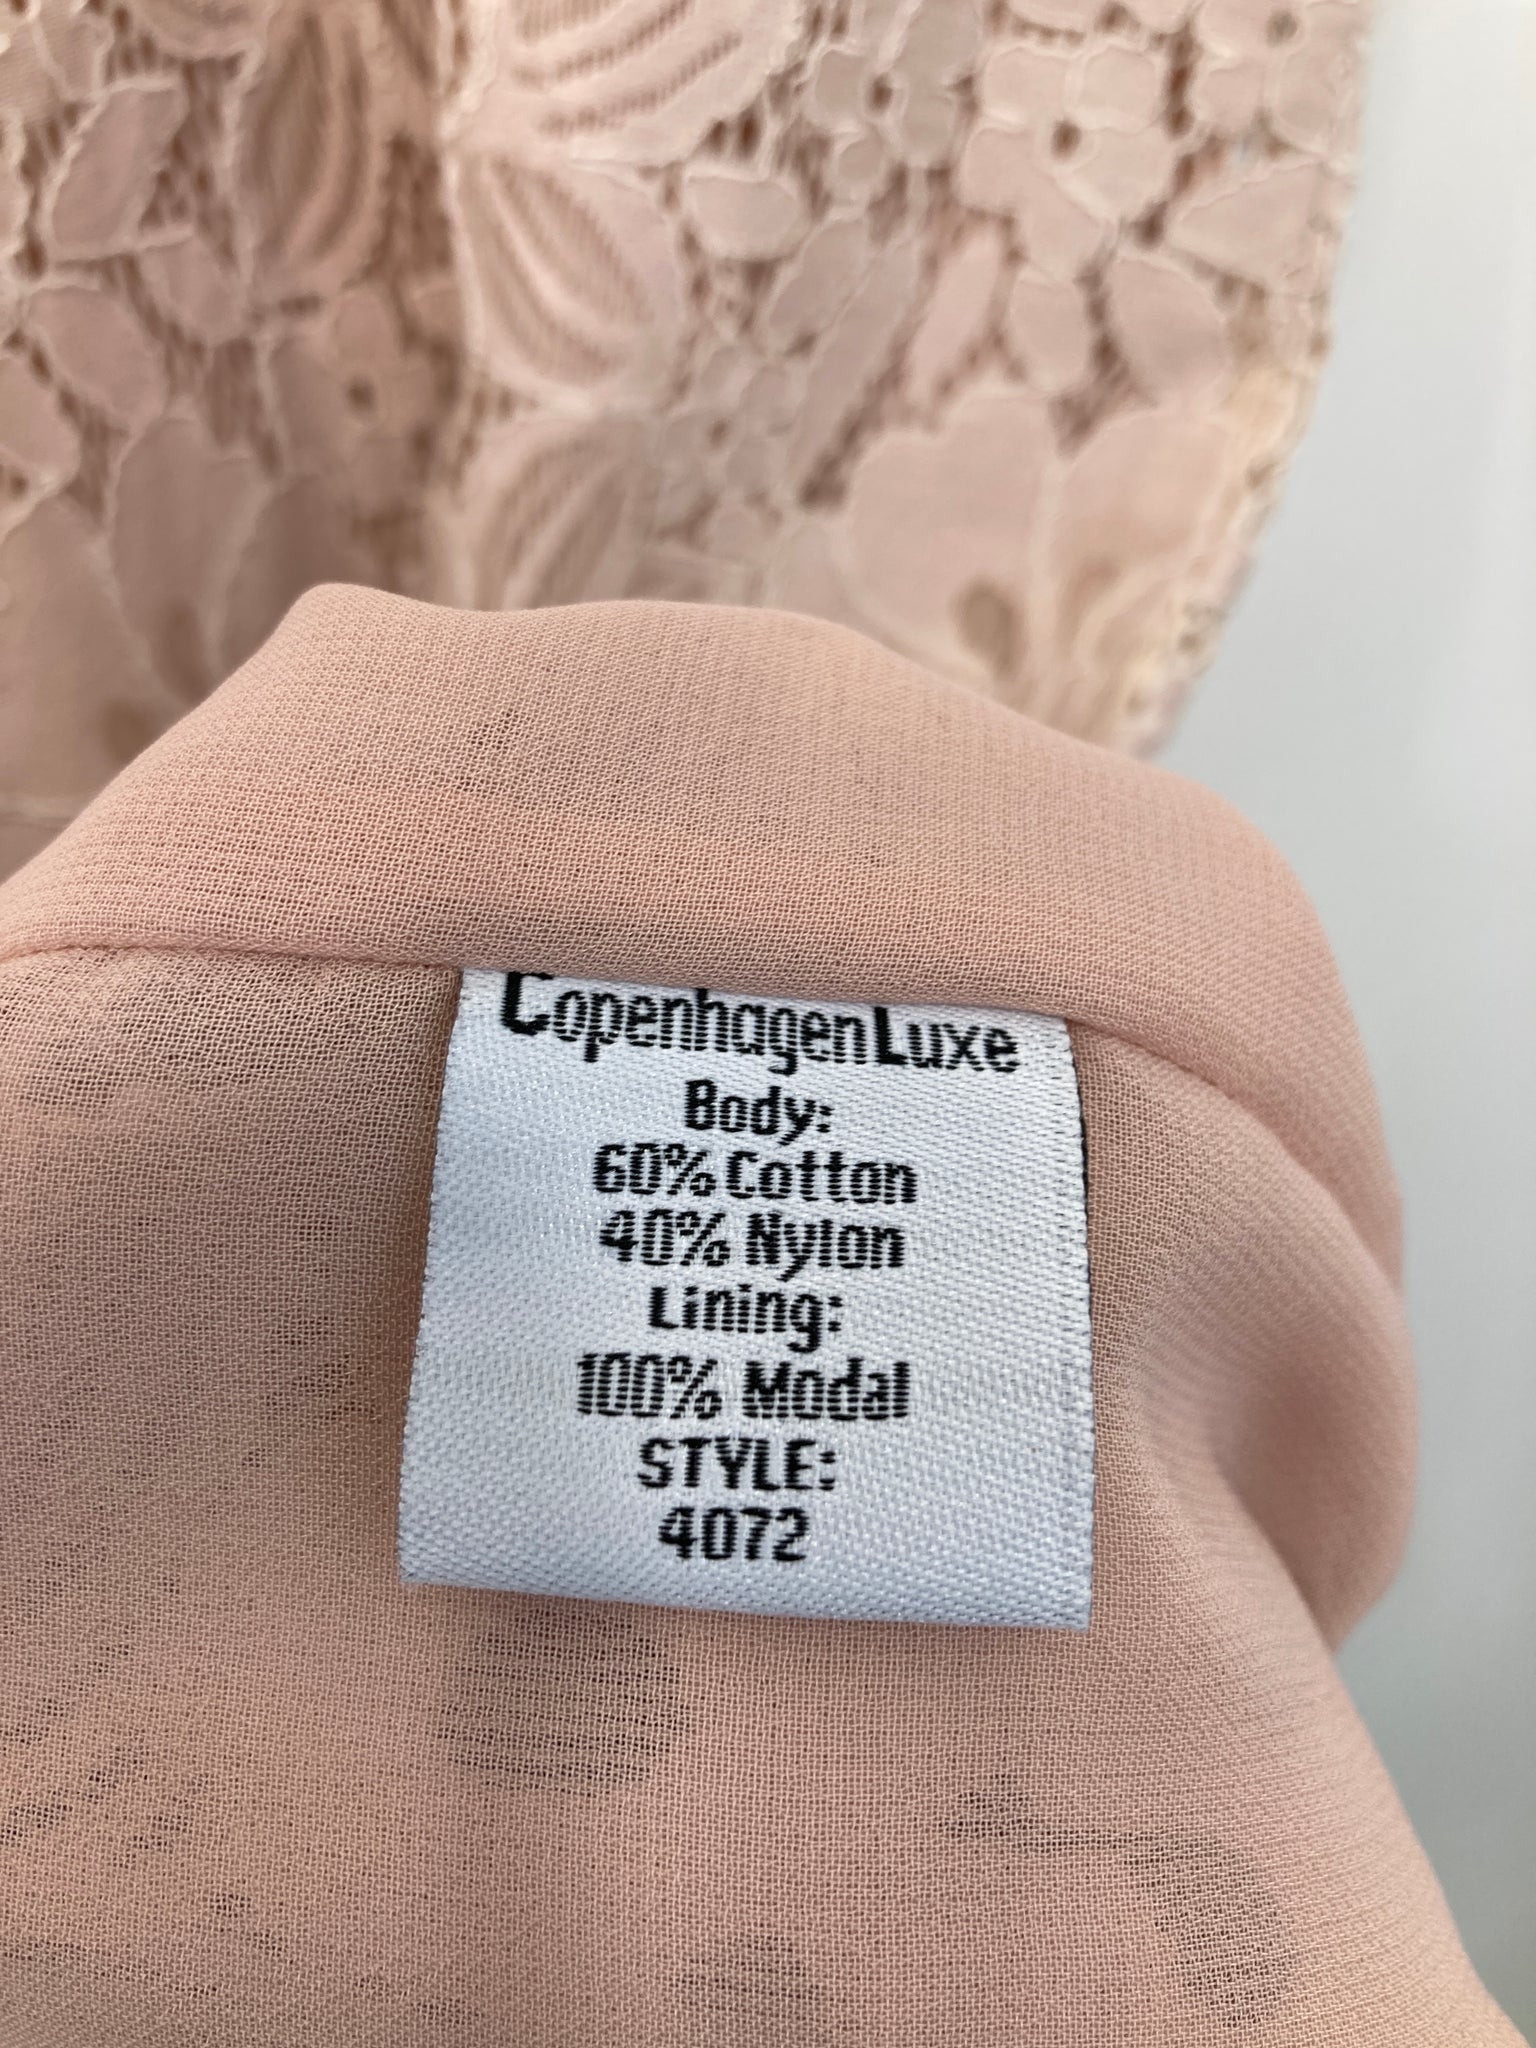 CopenhagenLuxe
Body:
60% Cotton
40% Nylon
Lining:
100% Modal
STYLE:
4072